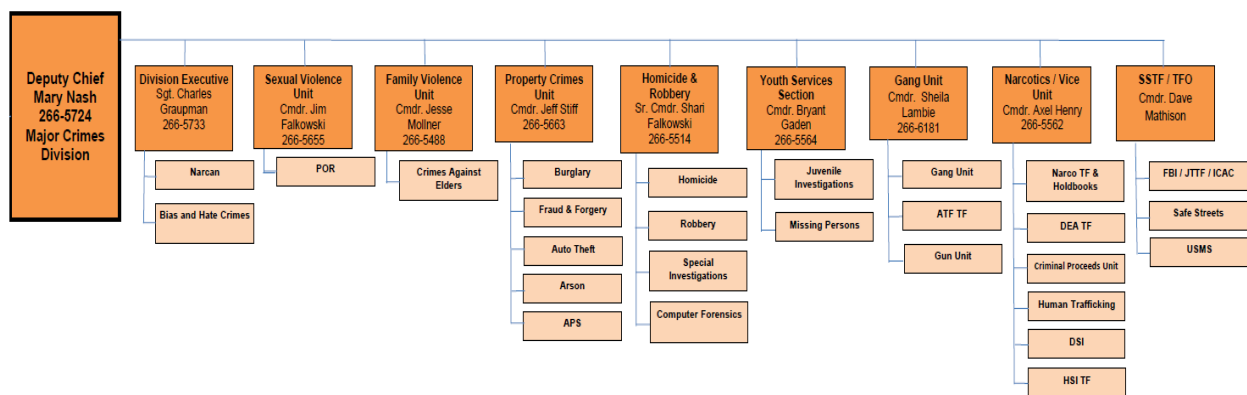 Deputy Chief
Mary Nash
266-5724
Major Crimes
Division
Division Executive
Sgt. Charles
Graupman
266-5733
Narcan
Bias and Hate Crimes
Sexual Violence
Unit
Cmdr. Jim
Falkowski
266-5655
POR
Family Violence
Unit
Cmdr. Jesse
Mollner
266-5488
Crimes Against
Elders
Property Crimes
Unit
Cmdr. Jeff Stiff
266-5663
Burglary
Fraud & Forgery
Auto Theft
Arson
APS
Homicide &
Robbery
Sr. Cmdr. Shari
Falkowski
266-5514
Homicide
Robbery
Special
Investigations
Computer Forensics
Youth Services
Section
Cmdr. Bryant
Gaden
266-5564
Juvenile
Investigations
Missing Persons
Gang Unit
Cmdr. Sheila
Lambie
266-6181
Gang Unit
ATF TF
Gun Unit
Narcotics / Vice
Unit
Cmdr. Axel Henry
266-5562
Narco TF &
Holdbooks
DEA TF
Criminal Proceeds Unit
Human Trafficking
DSI
HSI TF
SSTF / TFO
Cmdr. Dave
Mathison
FBI / JTTF / ICAC
Safe Streets
USMS